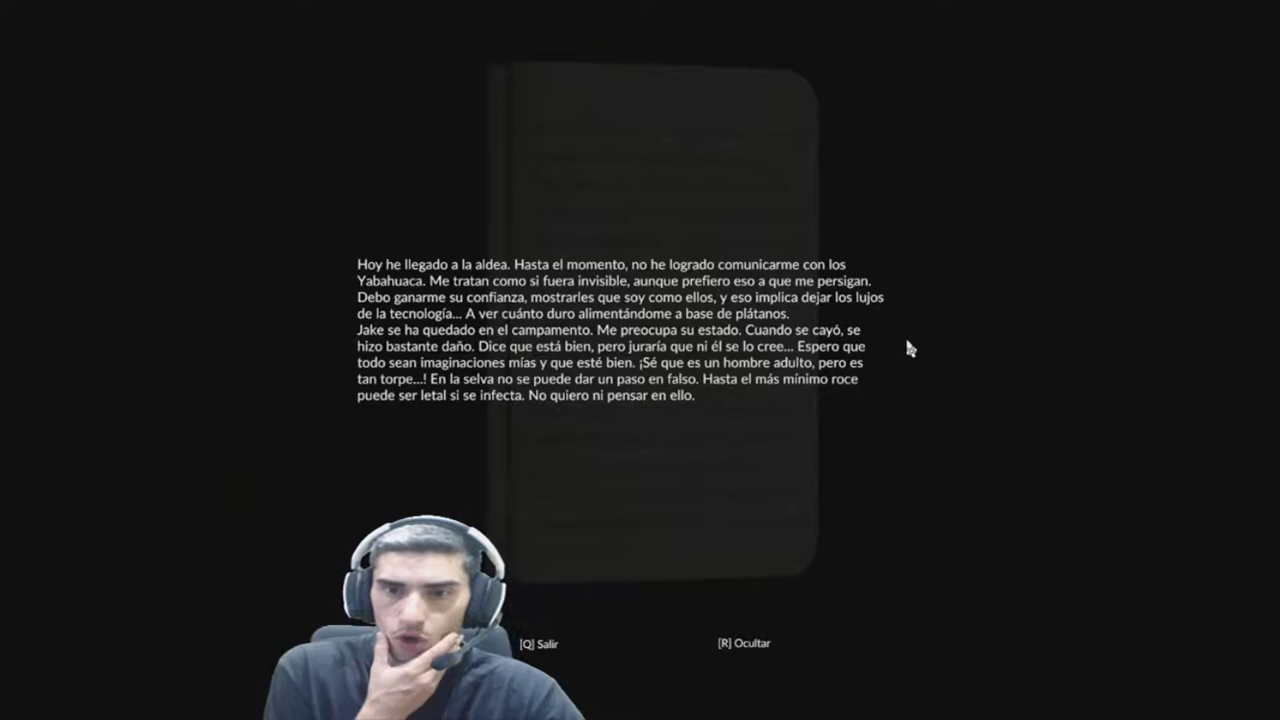 Hoy he llegado a la aldea. Hasta el momento, no he logrado comunicarme con los
Yabahuaca. Me tratan como si fuera invisible, aunque prefiero eso a que me persigan.
Debo ganarme su confianza, mostrarles que soy como ellos, y eso implica dejar los lujos
de la tecnología... A ver cuánto duro alimentándome a base de plátanos.
Jake se ha quedado en el campamento. Me preocupa su estado. Cuando se cayó, se
hizo bastante daño. Dice que está bien, pero juraría que ni él se lo cree... Espero que
todo sean imaginaciones mías y que esté bien. ¡Sé que es un hombre adulto, pero es
tan torpe...! En la selva no se puede dar un paso en falso. Hasta el más mínimo roce
puede ser letal si se infecta. No quiero ni pensar en ello.
[Q] Salir
[R] Ocultar